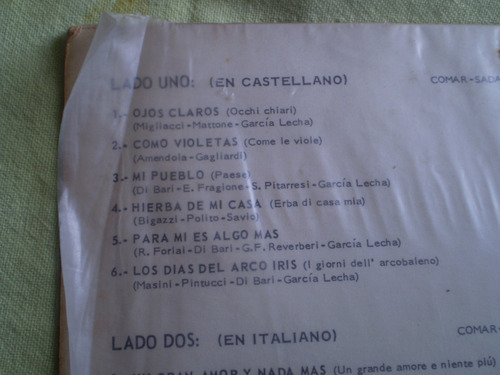 LADO UNO: (EN CASTELLANO) COMAR-SADA
1.- OJOS CLAROS (Occhi chiari)
(Migliacci-Mattone-García Lecha)
2.- COMO VIOLETAS (Come le viole)
(Amendola-Gagliardi)
3.- MI PUEBLO (Paese)
(Di Bari-E. Fragione-S. Pitarresi-García Lecha)
4.- HIERBA DE MI CASA (Erba di casa mia)
(Bigazzi-Polito-Savio)
5.- PARA MI ES ALGO MAS
(R. Forlai-Di Bari-G.F. Reverberi-García Lecha)
6.- LOS DIAS DEL ARCO IRIS (I giorni dell' arcobaleno)
(Masini-Pintucci-Di Bari-García Lecha)
LADO DOS: (EN ITALIANO) COMAR-
GRAN AMOR Y NADA MAS (Un grande amore e niente piú)